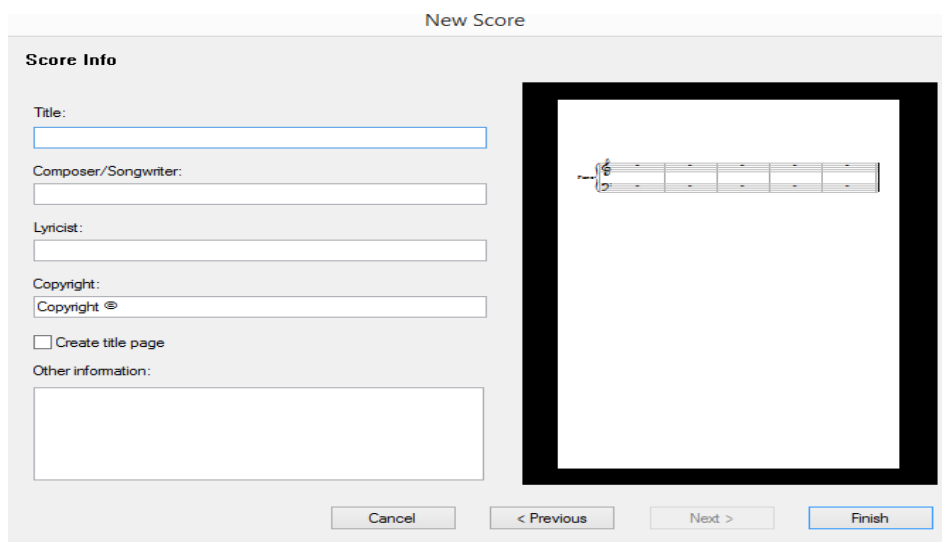 New Score
Score Info
Title:
Composer/Songwriter:
Lyricist:
Copyright:
Copyright ©
Create title page
Other information:
Cancel
< Previous
Next >
Finish